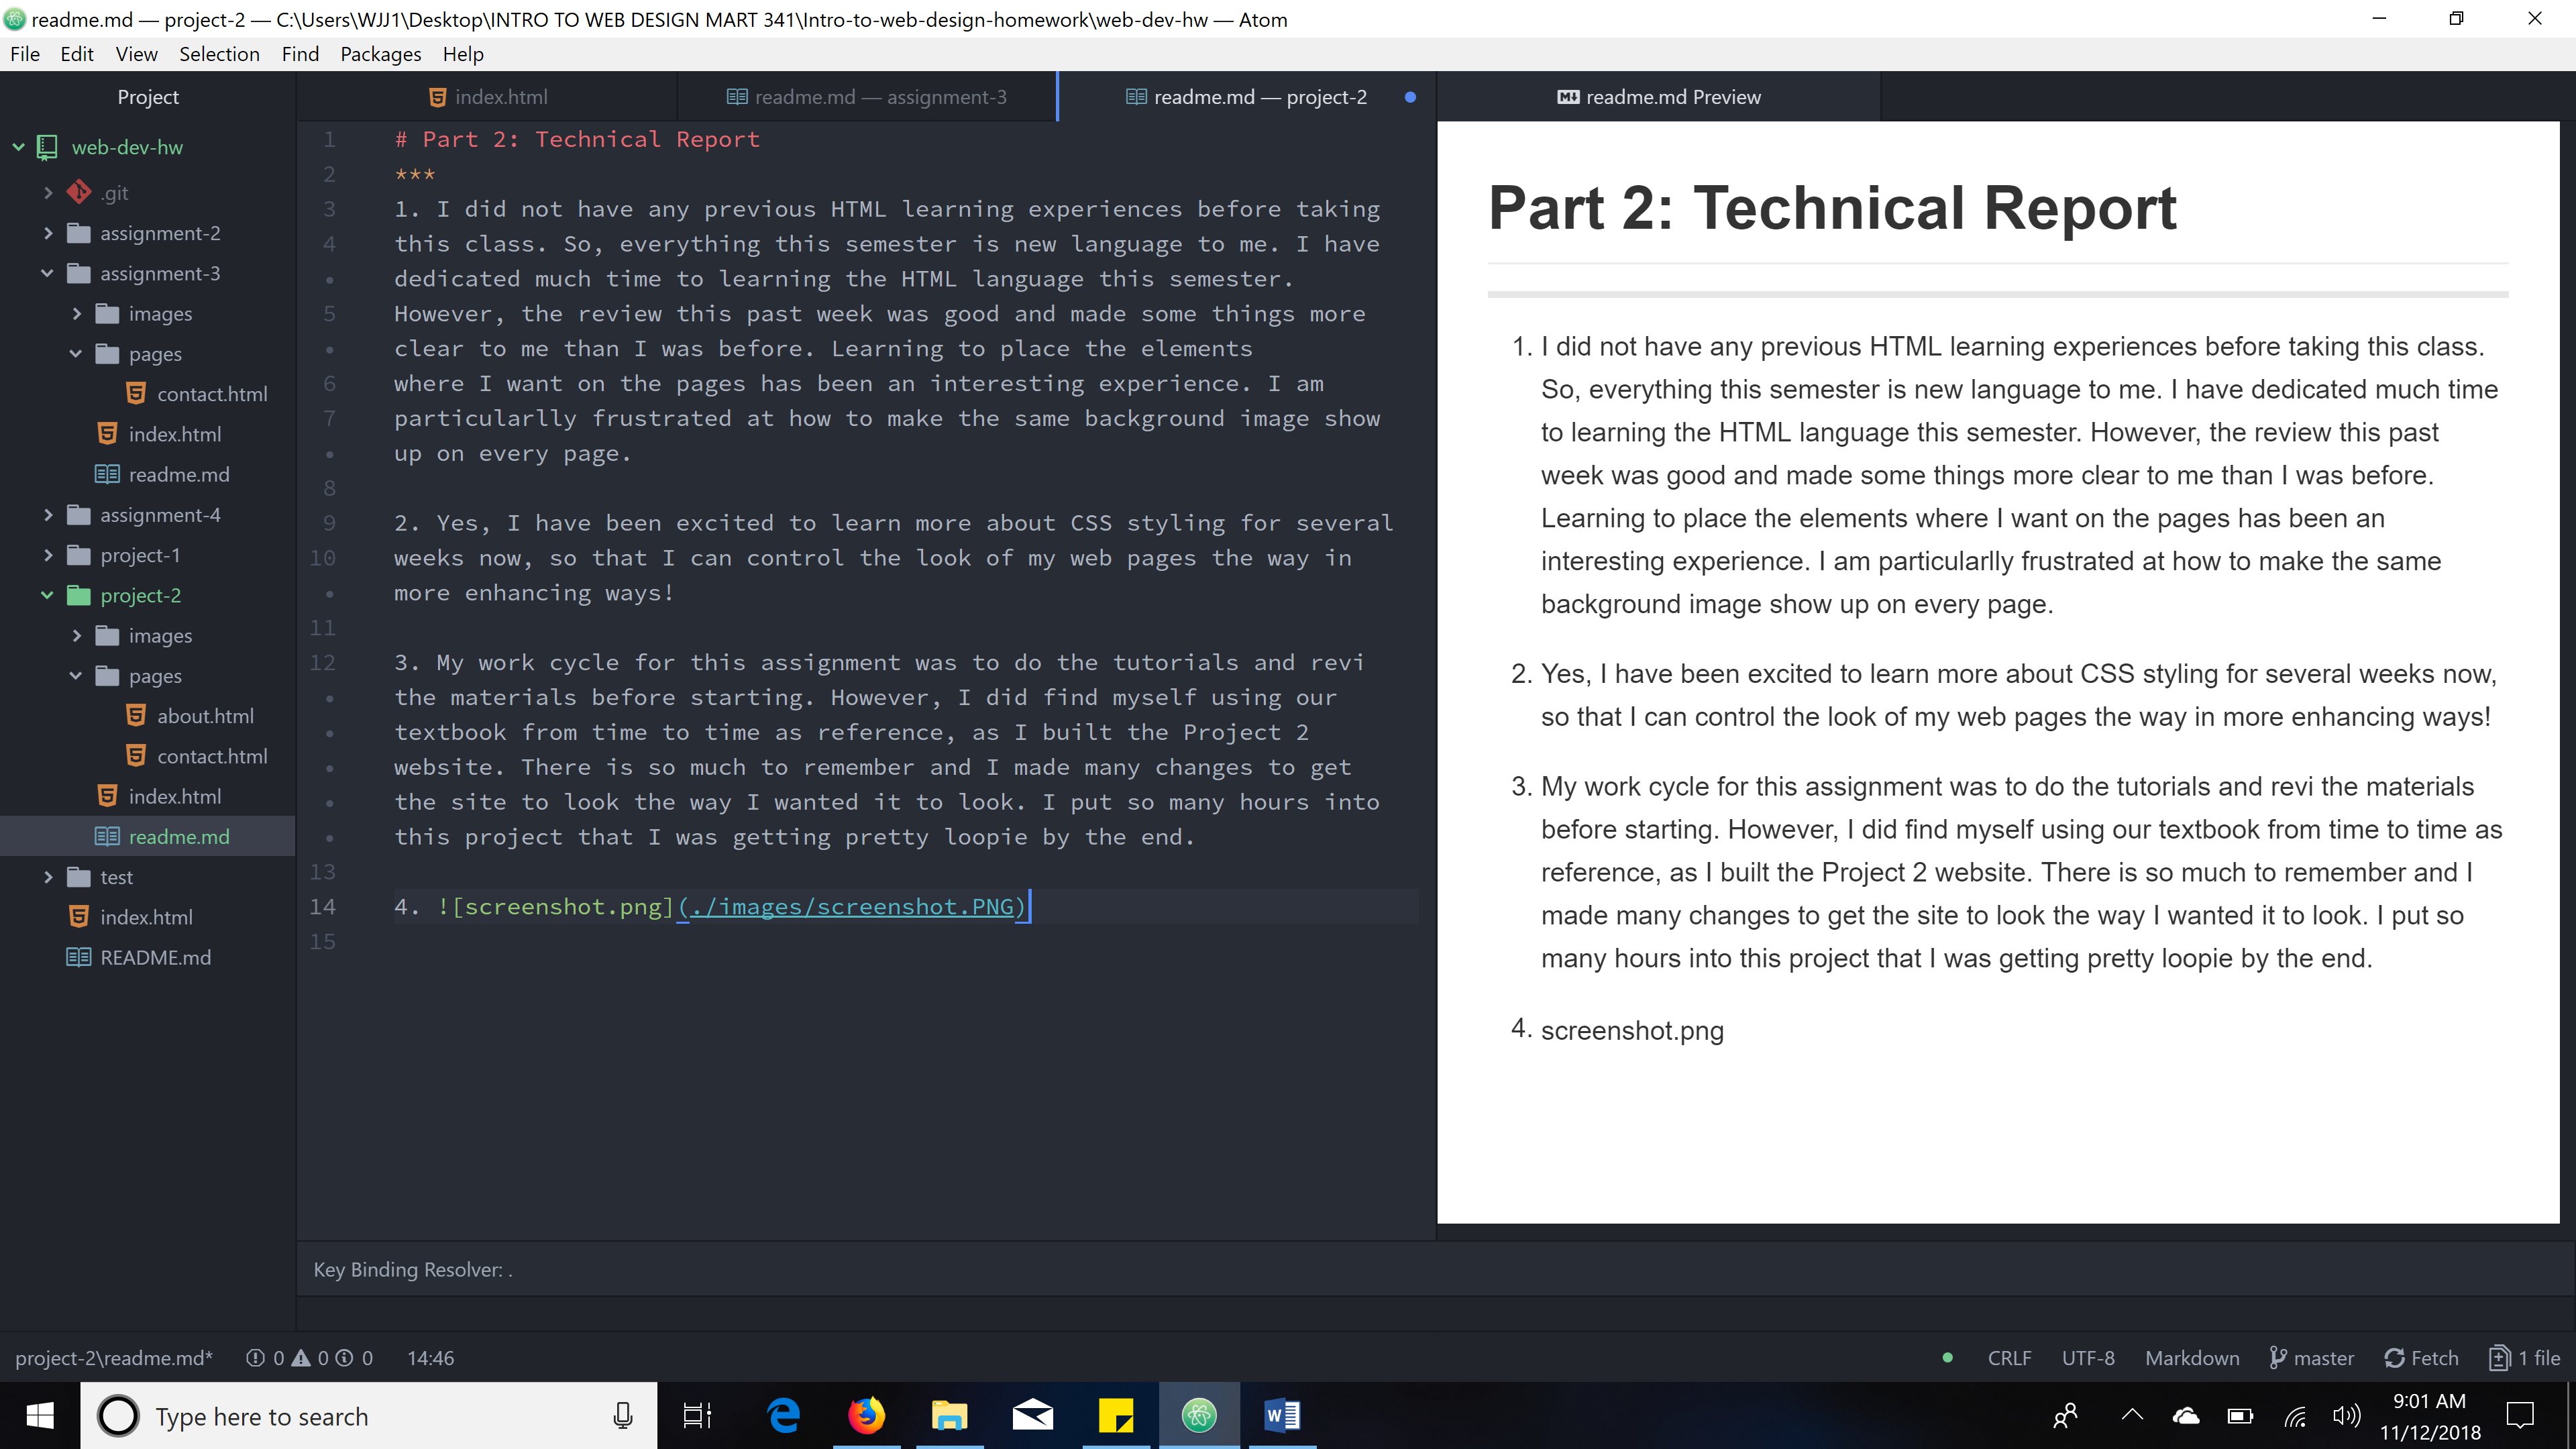 readme.md — project-2 — C:\Users\WJJ1\Desktop\INTRO TO WEB DESIGN MART 341\Intro-to-web-design-homework\web-dev-hw — Atom
File Edit View Selection Find Packages Help
Project
web-dev-hw
.git
assignment-2
assignment-3
images
pages
contact.html
index.html
readme.md
assignment-4
project-1
project-2
images
pages
about.html
contact.html
index.html
readme.md
test
index.html
README.md
index.html
readme.md — assignment-3
readme.md — project-2
readme.md Preview
1 # Part 2: Technical Report
2 ***
3 1. I did not have any previous HTML learning experiences before taking
4 this class. So, everything this semester is new language to me. I have
• dedicated much time to learning the HTML language this semester.
5 However, the review this past week was good and made some things more
• clear to me than I was before. Learning to place the elements
6 where I want on the pages has been an interesting experience. I am
7 particularlly frustrated at how to make the same background image show
• up on every page.
8
9 2. Yes, I have been excited to learn more about CSS styling for several
10 weeks now, so that I can control the look of my web pages the way in
• more enhancing ways!
11
12 3. My work cycle for this assignment was to do the tutorials and revi
• the materials before starting. However, I did find myself using our
• textbook from time to time as reference, as I built the Project 2
• website. There is so much to remember and I made many changes to get
• the site to look the way I wanted it to look. I put so many hours into
• this project that I was getting pretty loopie by the end.
13
14 4. ![screenshot.png](./images/screenshot.PNG)
15
Part 2: Technical Report
1. I did not have any previous HTML learning experiences before taking this class.
So, everything this semester is new language to me. I have dedicated much time
to learning the HTML language this semester. However, the review this past
week was good and made some things more clear to me than I was before.
Learning to place the elements where I want on the pages has been an
interesting experience. I am particularlly frustrated at how to make the same
background image show up on every page.
2. Yes, I have been excited to learn more about CSS styling for several weeks now,
so that I can control the look of my web pages the way in more enhancing ways!
3. My work cycle for this assignment was to do the tutorials and revi the materials
before starting. However, I did find myself using our textbook from time to time as
reference, as I built the Project 2 website. There is so much to remember and I
made many changes to get the site to look the way I wanted it to look. I put so
many hours into this project that I was getting pretty loopie by the end.
4. screenshot.png
Key Binding Resolver: .
project-2\readme.md* 0 0 0 14:46 CRLF UTF-8 Markdown master Fetch 1 file
Type here to search
9:01 AM
11/12/2018